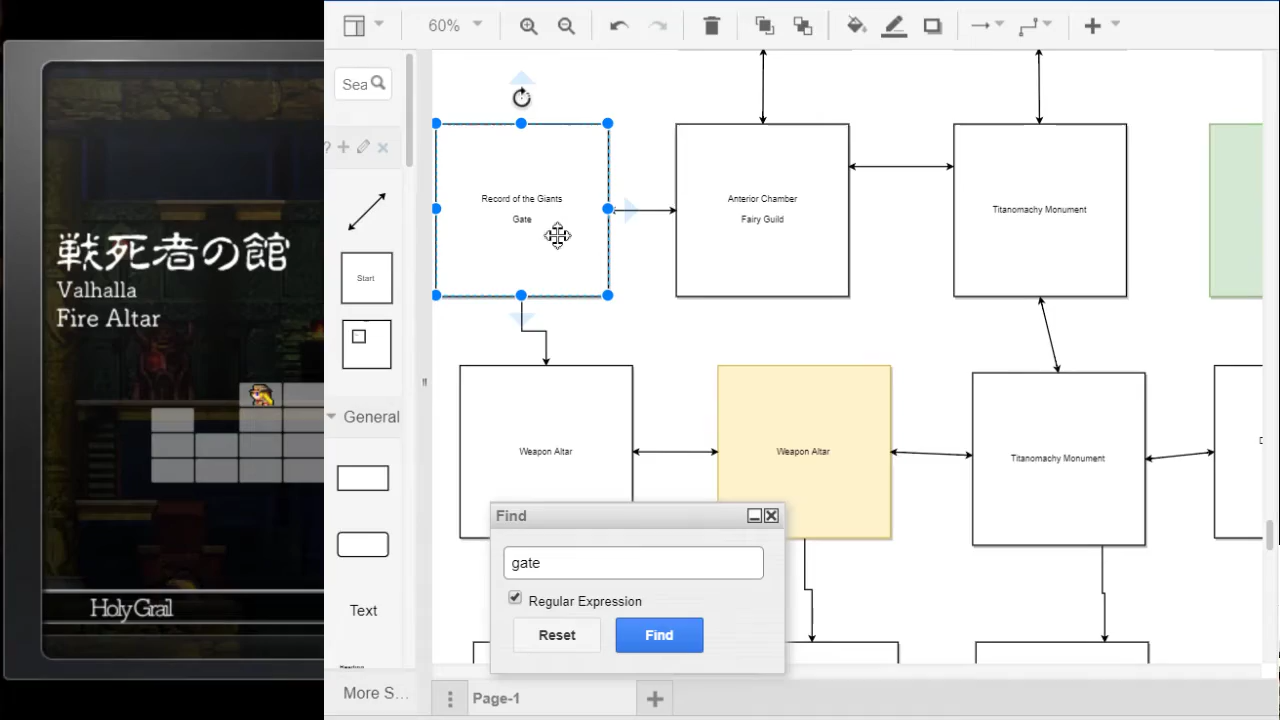 戦死者の館
Valhalla
Fire Altar
Holy Grail
60%
Sea
?
Start
General
Text
More S...
Record of the Giants
Gate
Anterior Chamber
Fairy Guild
Titanomachy Monument
Weapon Altar
Weapon Altar
Titanomachy Monument
Find
gate
Regular Expression
Reset
Find
Page-1